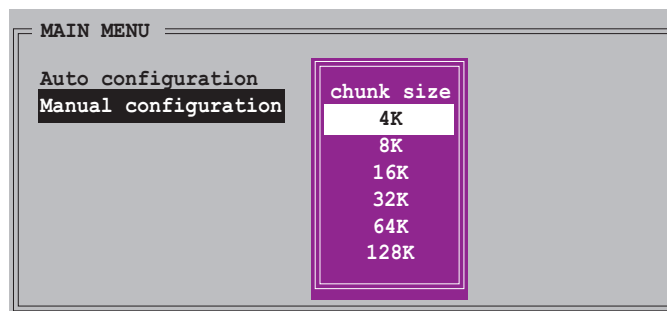 MAIN MENU
Auto configuration
Manual configuration
chunk size
4K
8K
16K
32K
64K
128K